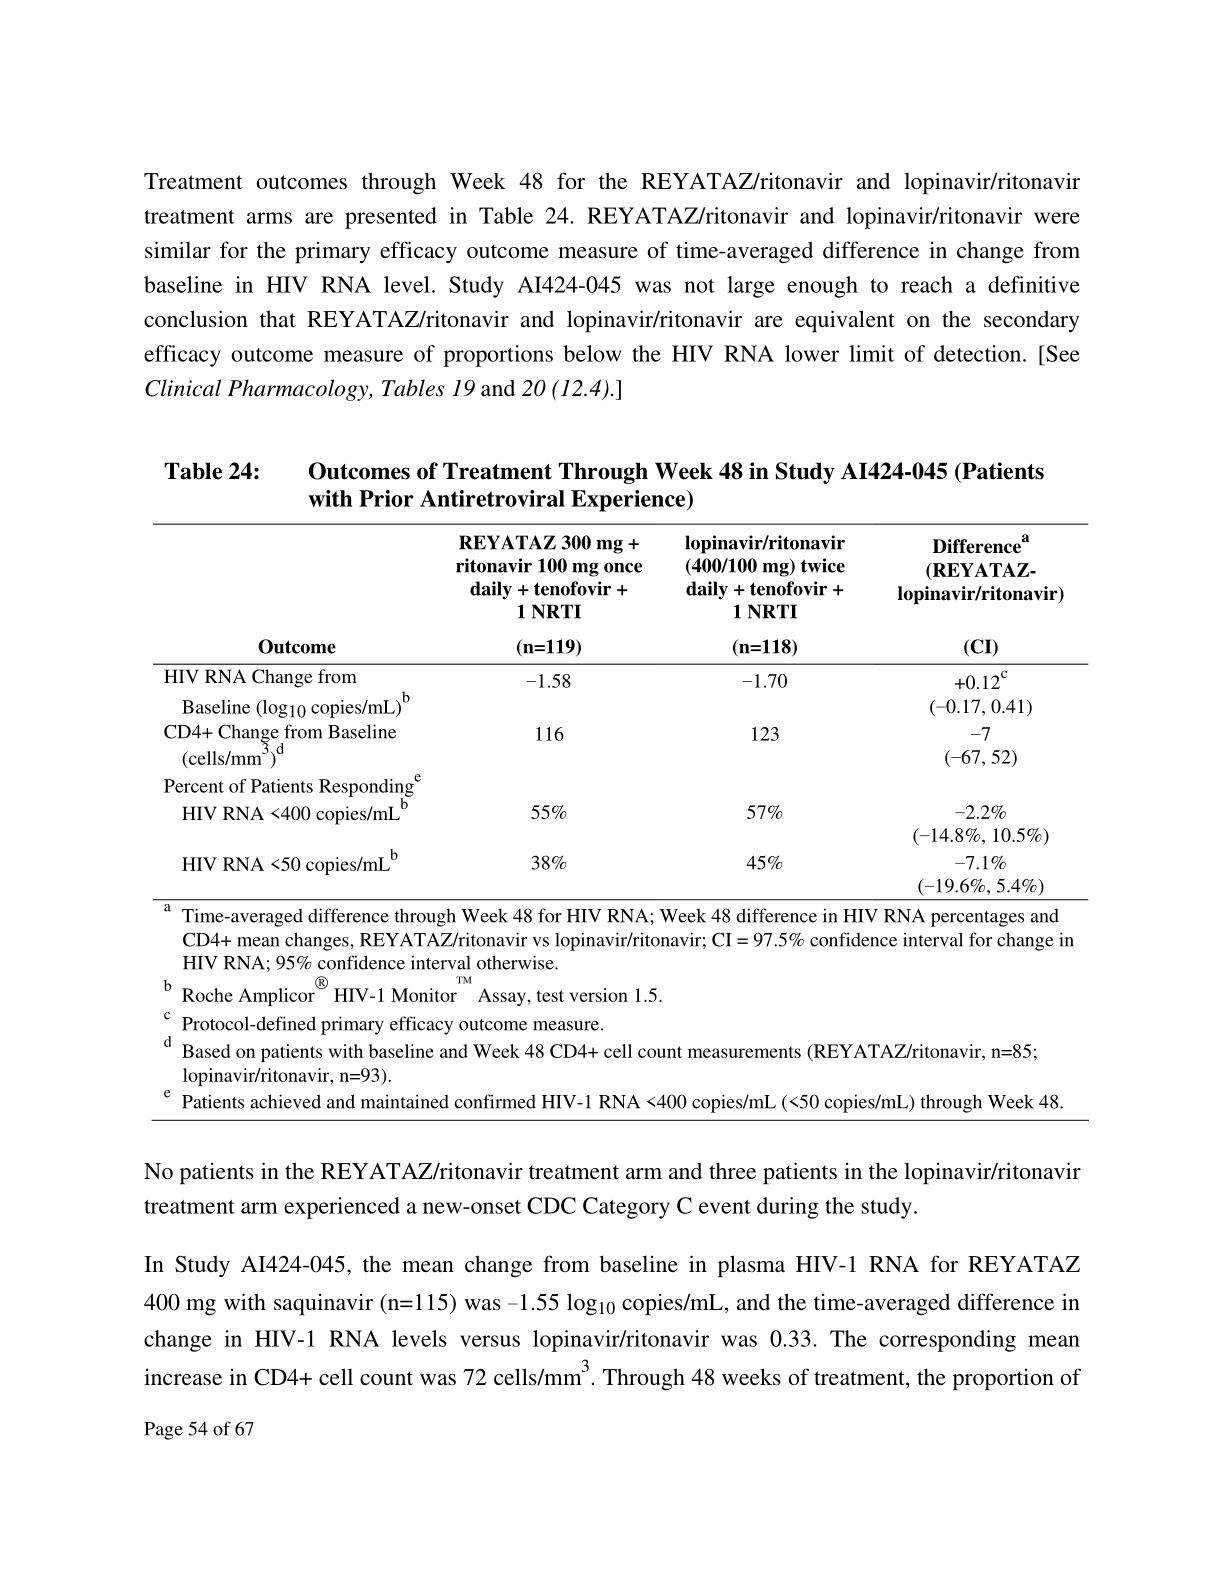 Treatment outcomes through Week 48 for the REYATAZ/ritonavir and lopinavir/ritonavir
treatment arms are presented in Table 24. REYATAZ/ritonavir and lopinavir/ritonavir were
similar for the primary efficacy outcome measure of time-averaged difference in change from
baseline in HIV RNA level. Study AI424-045 was not large enough to reach a definitive
conclusion that REYATAZ/ritonavir and lopinavir/ritonavir are equivalent on the secondary
efficacy outcome measure of proportions below the HIV RNA lower limit of detection. [See
Clinical Pharmacology, Tables 19 and 20 (12.4).]
Table 24: Outcomes of Treatment Through Week 48 in Study AI424-045 (Patients
with Prior Antiretroviral Experience)
REYATAZ 300 mg + lopinavir/ritonavir Difference^a
ritonavir 100 mg once (400/100 mg) twice (REYATAZ-
daily + tenofovir + daily + tenofovir + lopinavir/ritonavir)
1 NRTI 1 NRTI
Outcome (n=119) (n=118) (CI)
HIV RNA Change from –1.58 –1.70 +0.12^c
Baseline (log10 copies/mL)^b (–0.17, 0.41)
CD4+ Change from Baseline 116 123 –7
(cells/mm^3)^d (–67, 52)
Percent of Patients Responding^e
HIV RNA <400 copies/mL^b 55% 57% –2.2%
(–14.8%, 10.5%)
HIV RNA <50 copies/mL^b 38% 45% –7.1%
(–19.6%, 5.4%)
a Time-averaged difference through Week 48 for HIV RNA; Week 48 difference in HIV RNA percentages and
CD4+ mean changes, REYATAZ/ritonavir vs lopinavir/ritonavir; CI = 97.5% confidence interval for change in
HIV RNA; 95% confidence interval otherwise.
b Roche Amplicor® HIV-1 Monitor™ Assay, test version 1.5.
c Protocol-defined primary efficacy outcome measure.
d Based on patients with baseline and Week 48 CD4+ cell count measurements (REYATAZ/ritonavir, n=85;
lopinavir/ritonavir, n=93).
e Patients achieved and maintained confirmed HIV-1 RNA <400 copies/mL (<50 copies/mL) through Week 48.
No patients in the REYATAZ/ritonavir treatment arm and three patients in the lopinavir/ritonavir
treatment arm experienced a new-onset CDC Category C event during the study.
In Study AI424-045, the mean change from baseline in plasma HIV-1 RNA for REYATAZ
400 mg with saquinavir (n=115) was –1.55 log10 copies/mL, and the time-averaged difference in
change in HIV-1 RNA levels versus lopinavir/ritonavir was 0.33. The corresponding mean
increase in CD4+ cell count was 72 cells/mm^3. Through 48 weeks of treatment, the proportion of
Page 54 of 67